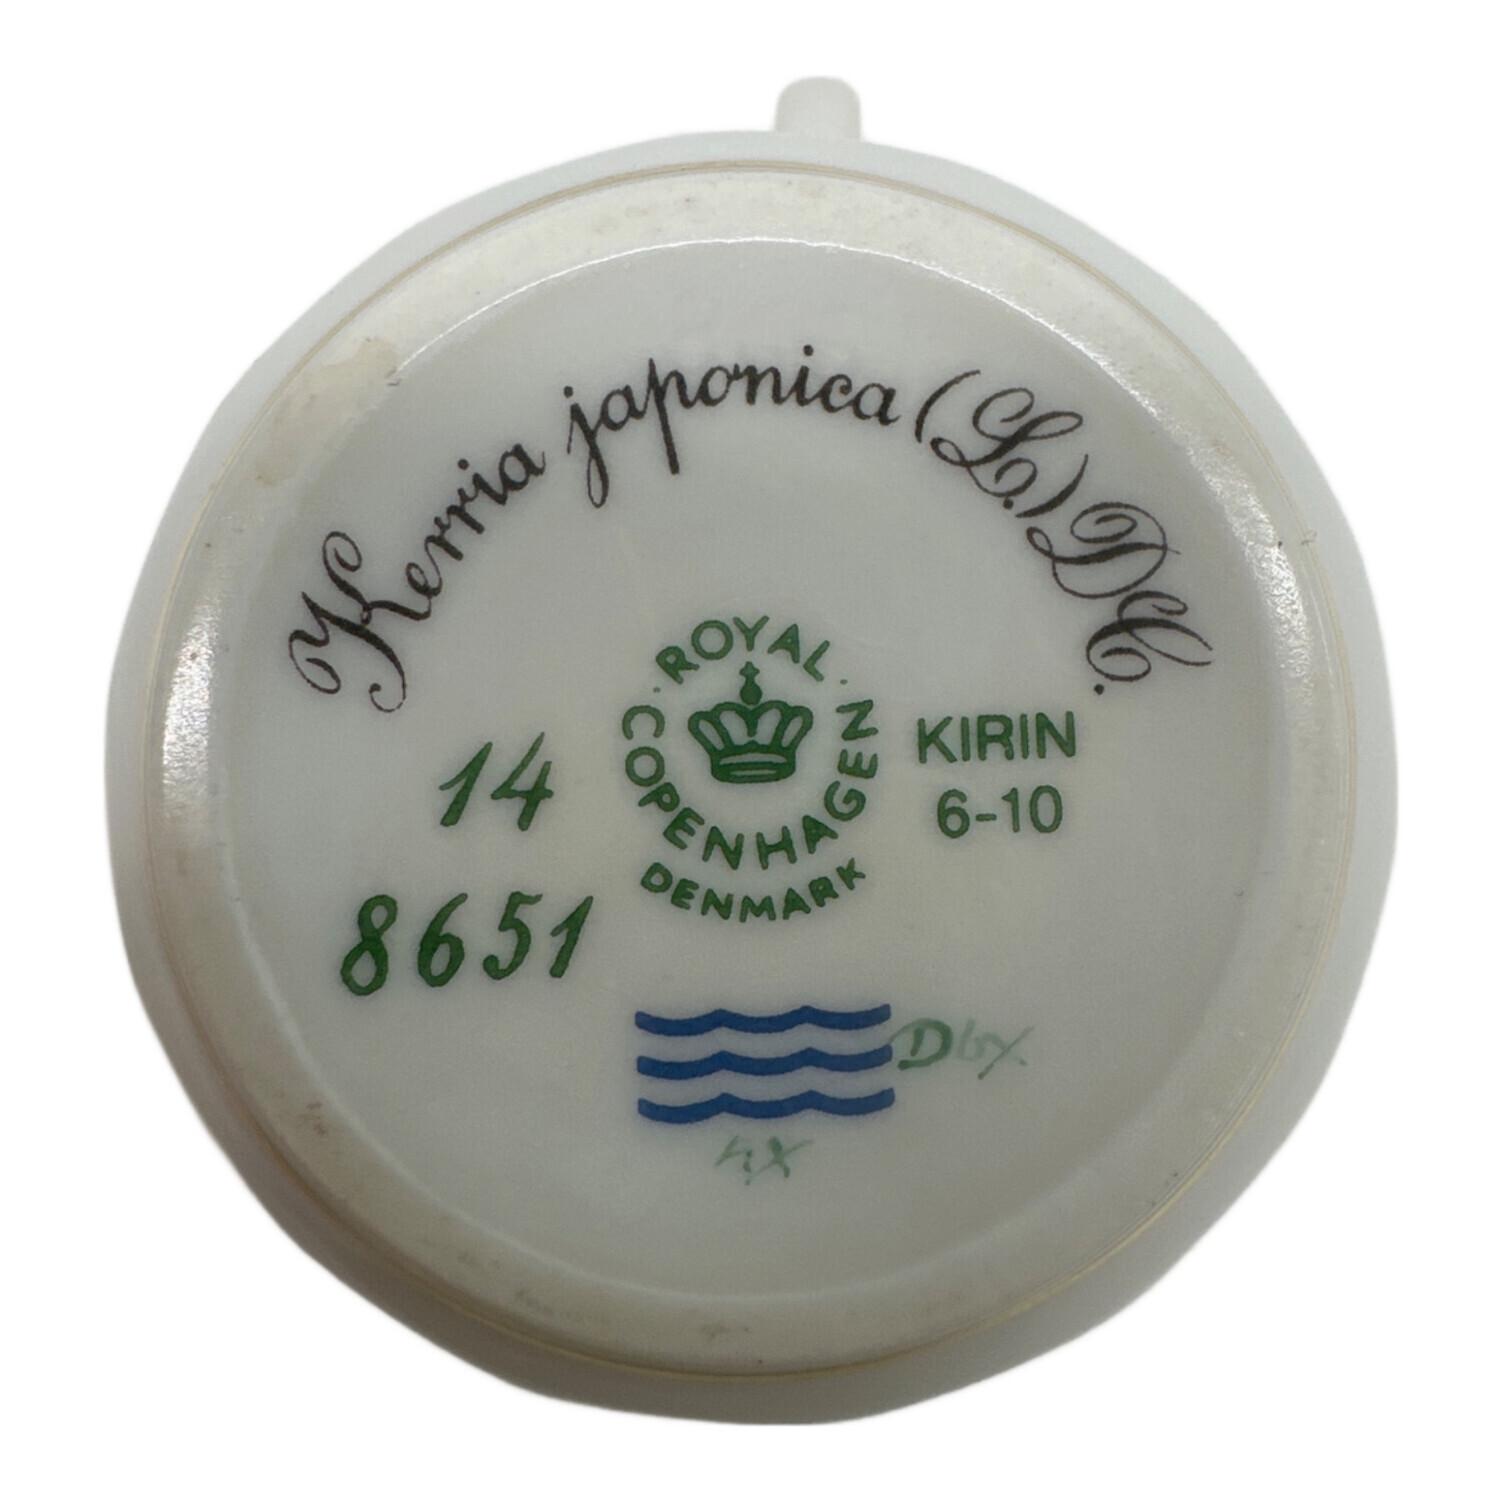 Kerria japonica (L.) DC.
ROYAL COPENHAGEN
DENMARK
KIRIN
6-10
14
8651